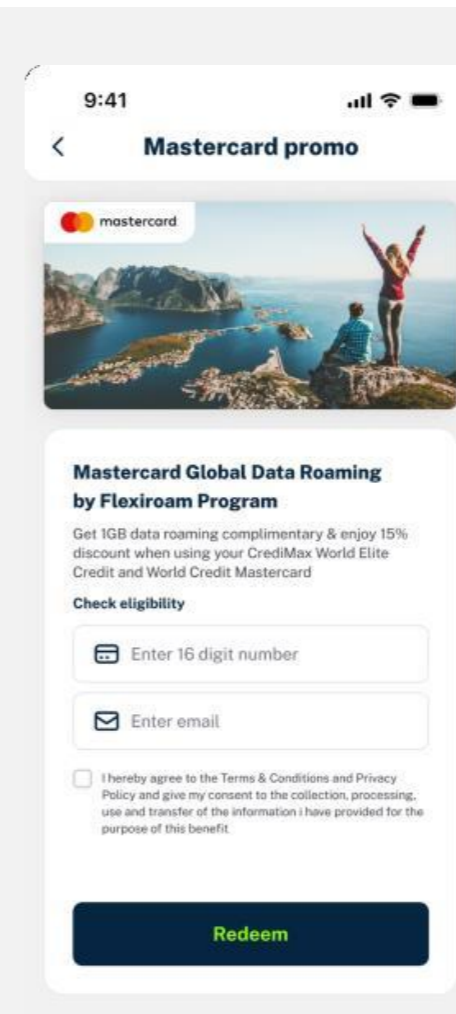 9:41
Mastercard promo
mastercard
Mastercard Global Data Roaming
by Flexiroam Program
Get 1GB data roaming complimentary & enjoy 15%
discount when using your CrediMax World Elite
Credit and World Credit Mastercard
Check eligibility
Enter 16 digit number
Enter email
I hereby agree to the Terms & Conditions and Privacy
Policy and give my consent to the collection, processing,
use and transfer of the information i have provided for the
purpose of this benefit
Redeem